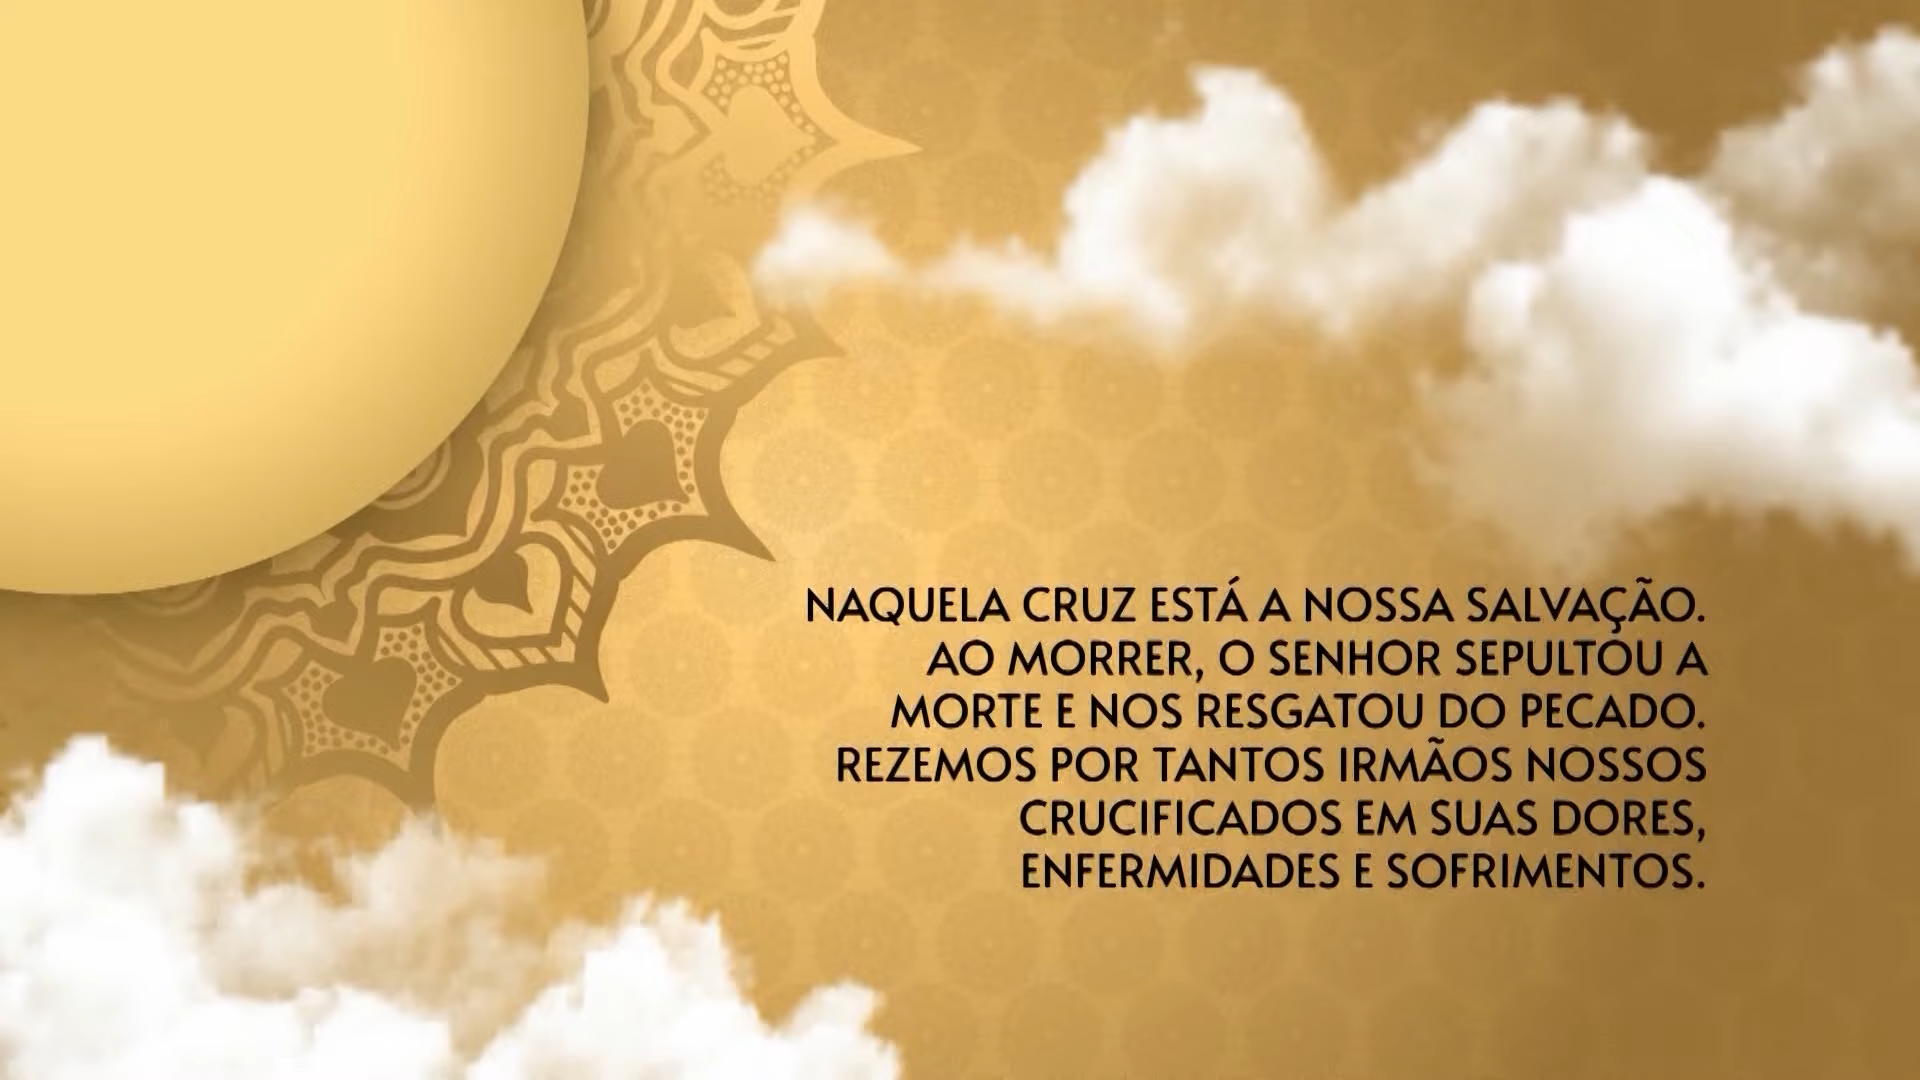 NAQUELA CRUZ ESTÁ A NOSSA SALVAÇÃO.
AO MORRER, O SENHOR SEPULTOU A
MORTE E NOS RESGATOU DO PECADO.
REZEMOS POR TANTOS IRMÃOS NOSSOS
CRUCIFICADOS EM SUAS DORES,
ENFERMIDADES E SOFRIMENTOS.